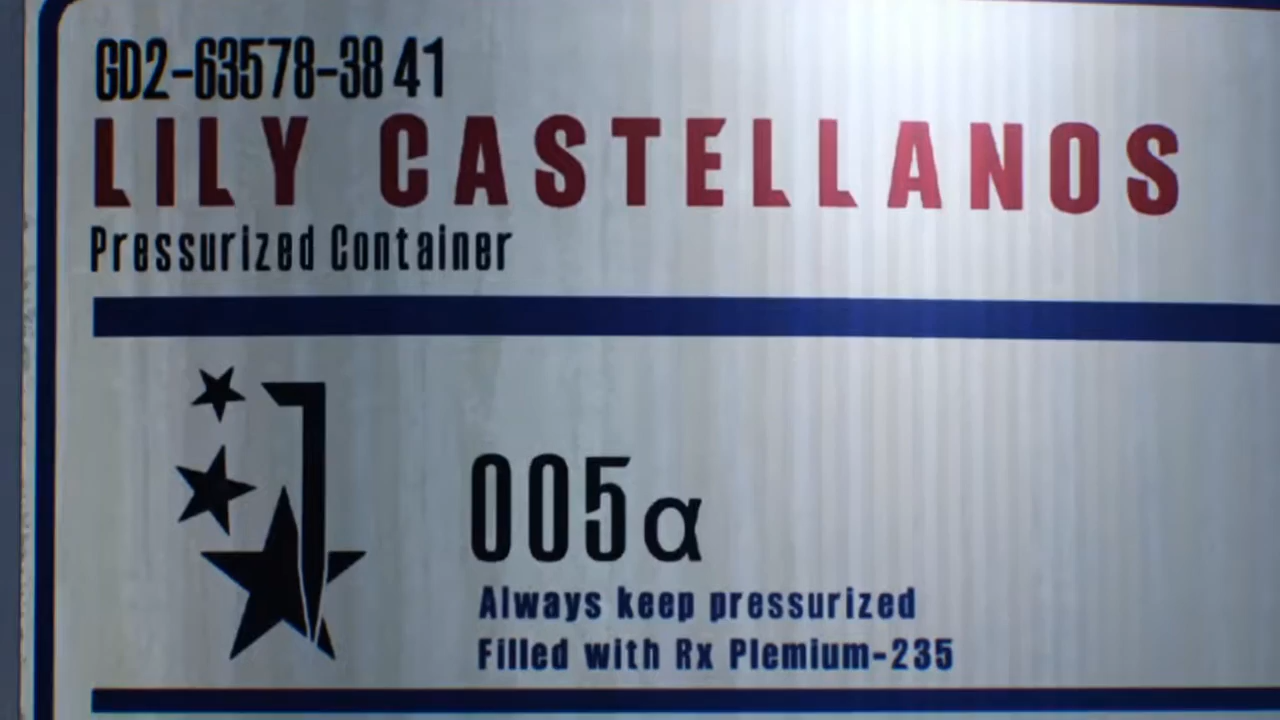 GD2-63578-38 41
LILY CASTELLANOS
Pressurized Container
005α
Always keep pressurized
Filled with Rx Plemium-235